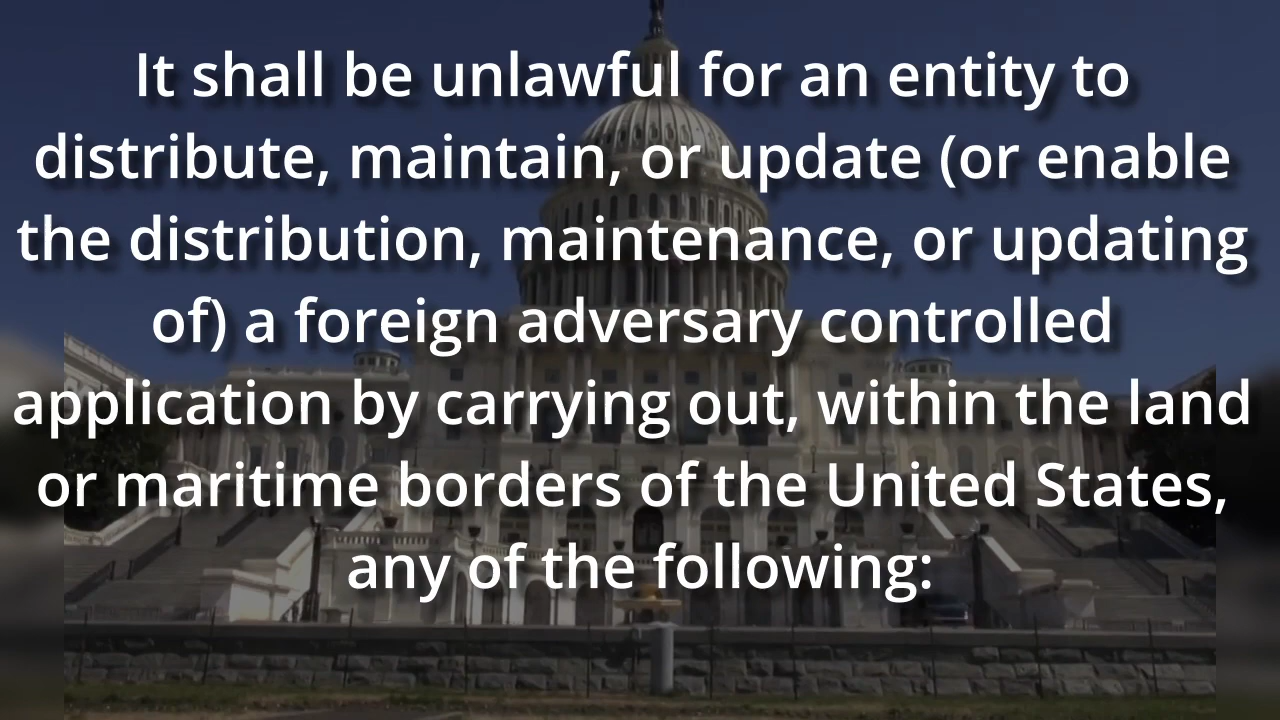 It shall be unlawful for an entity to
distribute, maintain, or update (or enable
the distribution, maintenance, or updating
of) a foreign adversary controlled
application by carrying out, within the land
or maritime borders of the United States,
any of the following: